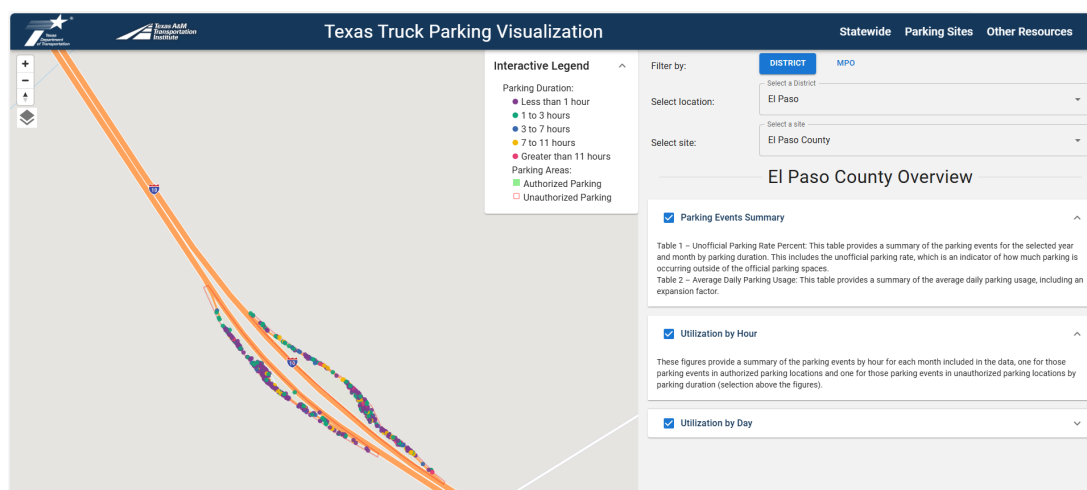 Texas
Department
of Transportation
Texas A&M
Transportation
Institute
Texas Truck Parking Visualization
Statewide Parking Sites Other Resources
Interactive Legend
Parking Duration:
Less than 1 hour
1 to 3 hours
3 to 7 hours
7 to 11 hours
Greater than 11 hours
Parking Areas:
Authorized Parking
Unauthorized Parking
10
10
Filter by:
DISTRICT
MPO
Select location:
Select a District
El Paso
Select site:
Select a site
El Paso County
El Paso County Overview
Parking Events Summary
Table 1 – Unofficial Parking Rate Percent: This table provides a summary of the parking events for the selected year
and month by parking duration. This includes the unofficial parking rate, which is an indicator of how much parking is
occurring outside of the official parking spaces.
Table 2 – Average Daily Parking Usage: This table provides a summary of the average daily parking usage, including an
expansion factor.
Utilization by Hour
These figures provide a summary of the parking events by hour for each month included in the data, one for those
parking events in authorized parking locations and one for those parking events in unauthorized parking locations by
parking duration (selection above the figures).
Utilization by Day